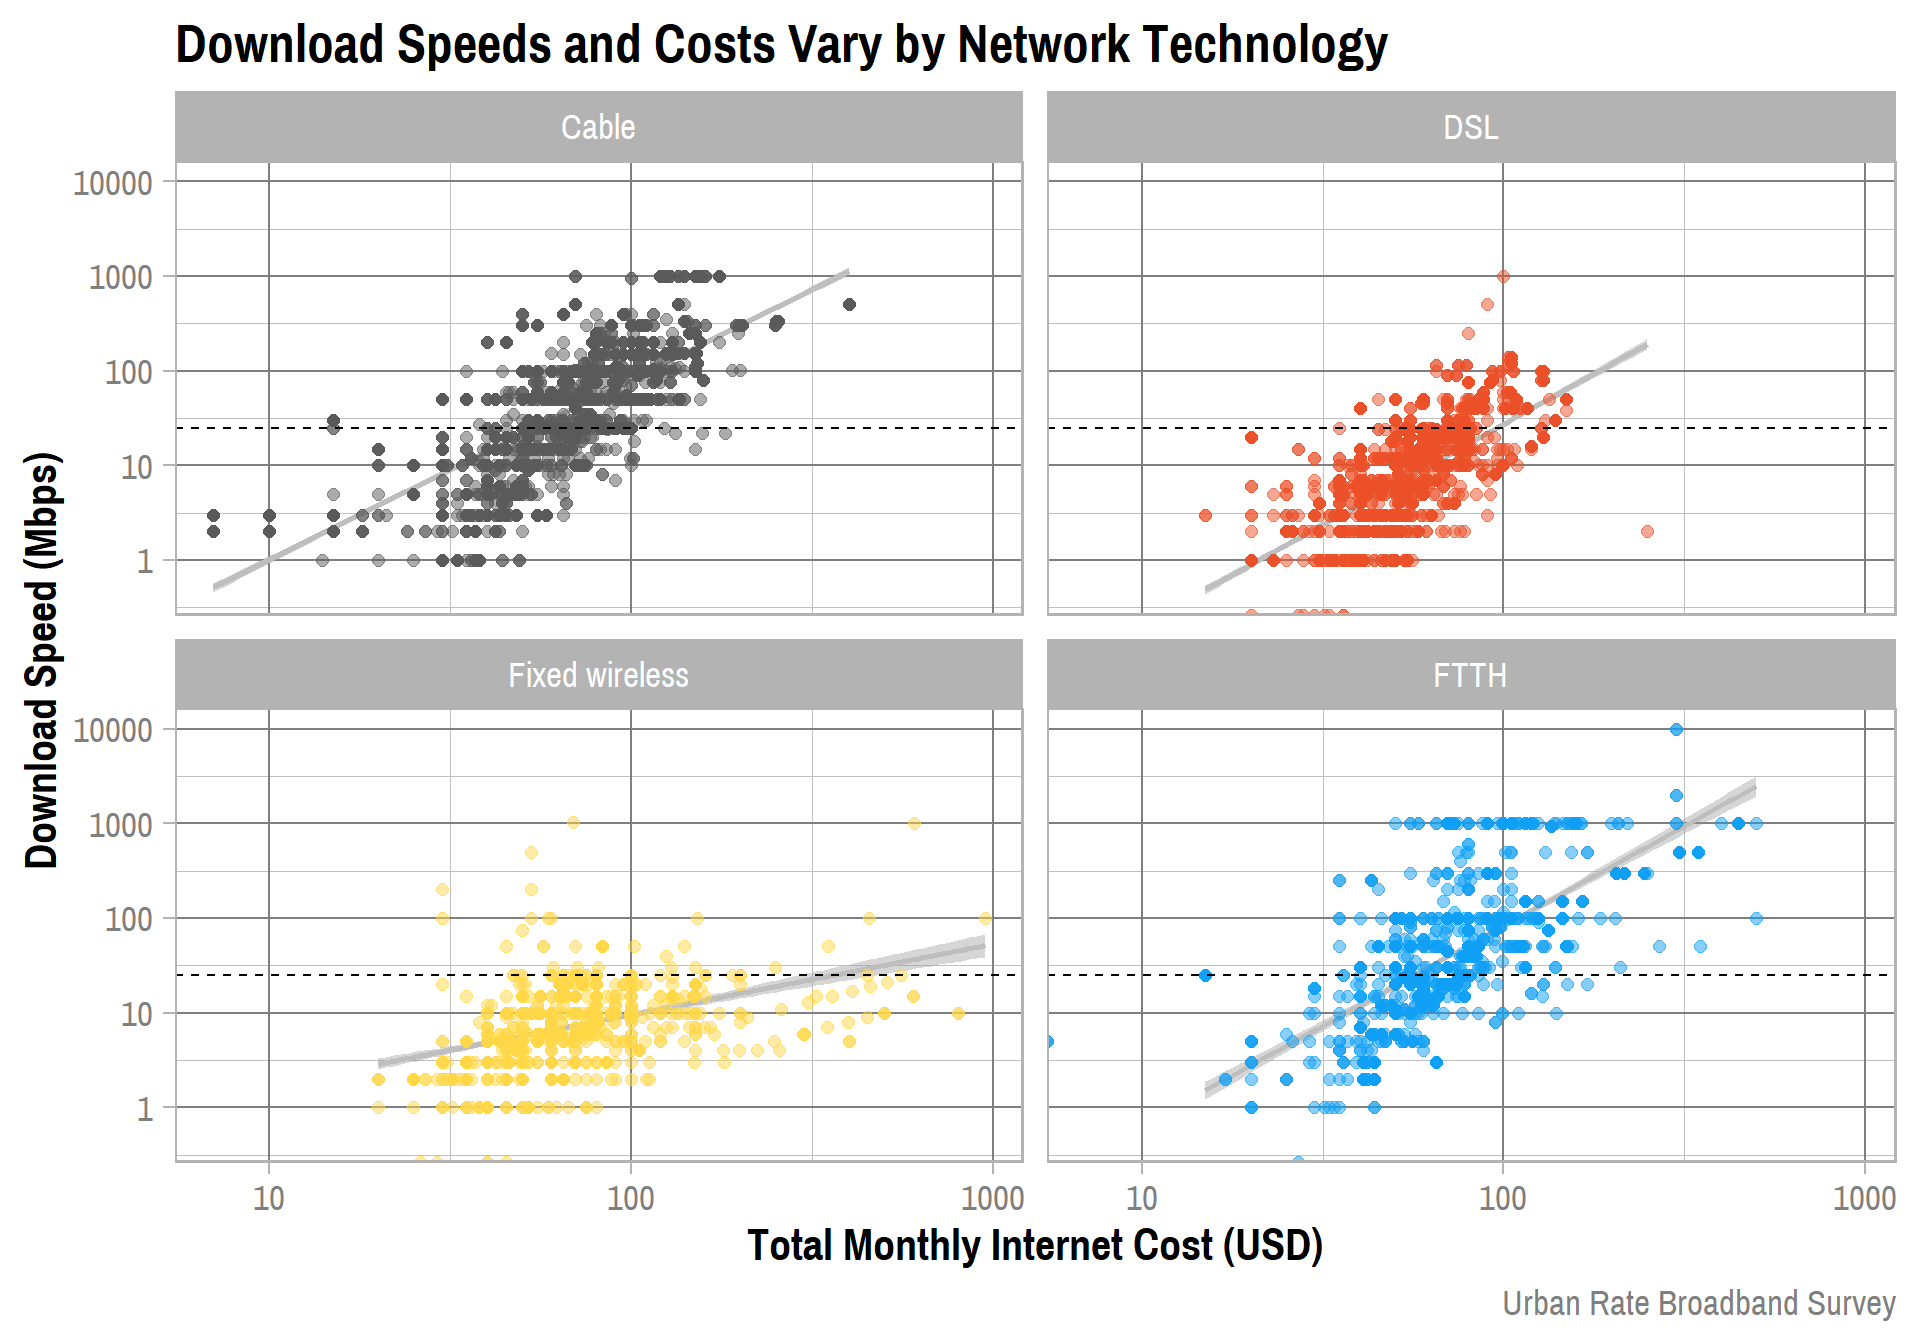 Download Speeds and Costs Vary by Network Technology
Cable
DSL
10000
1000
100
10
1
Fixed wireless
FTTH
10000
1000
100
10
1
10
100
1000
10
100
1000
Download Speed (Mbps)
Total Monthly Internet Cost (USD)
Urban Rate Broadband Survey